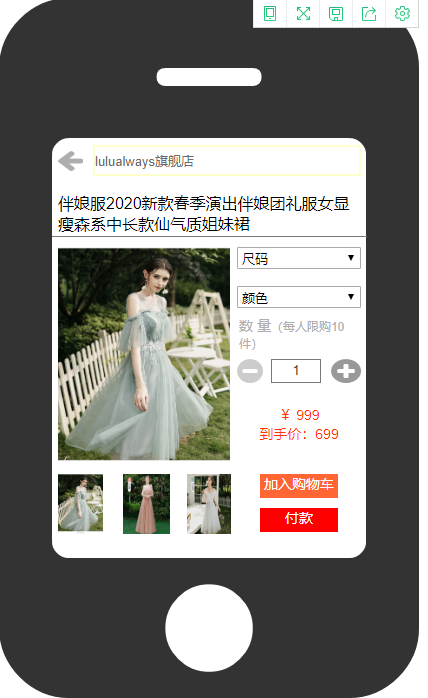 lulualways旗舰店
伴娘服2020新款春季演出伴娘团礼服女显
瘦森系中长款仙气质姐妹裙
尺码
颜色
数 量 (每人限购10
件)
1
￥ 999
到手价：699
加入购物车
付款